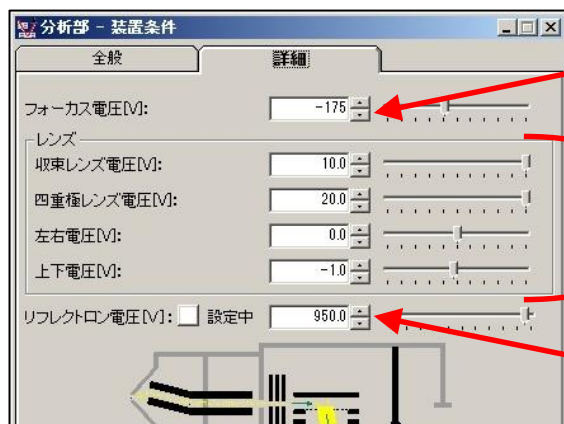 分析部 - 装置条件
全般
詳細
フォーカス電圧[V]: -175
レンズ
収束レンズ電圧[V]: 10.0
四重極レンズ電圧[V]: 20.0
左右電圧[V]: 0.0
上下電圧[V]: -1.0
リフレクトロン電圧[V]: 設定中 950.0